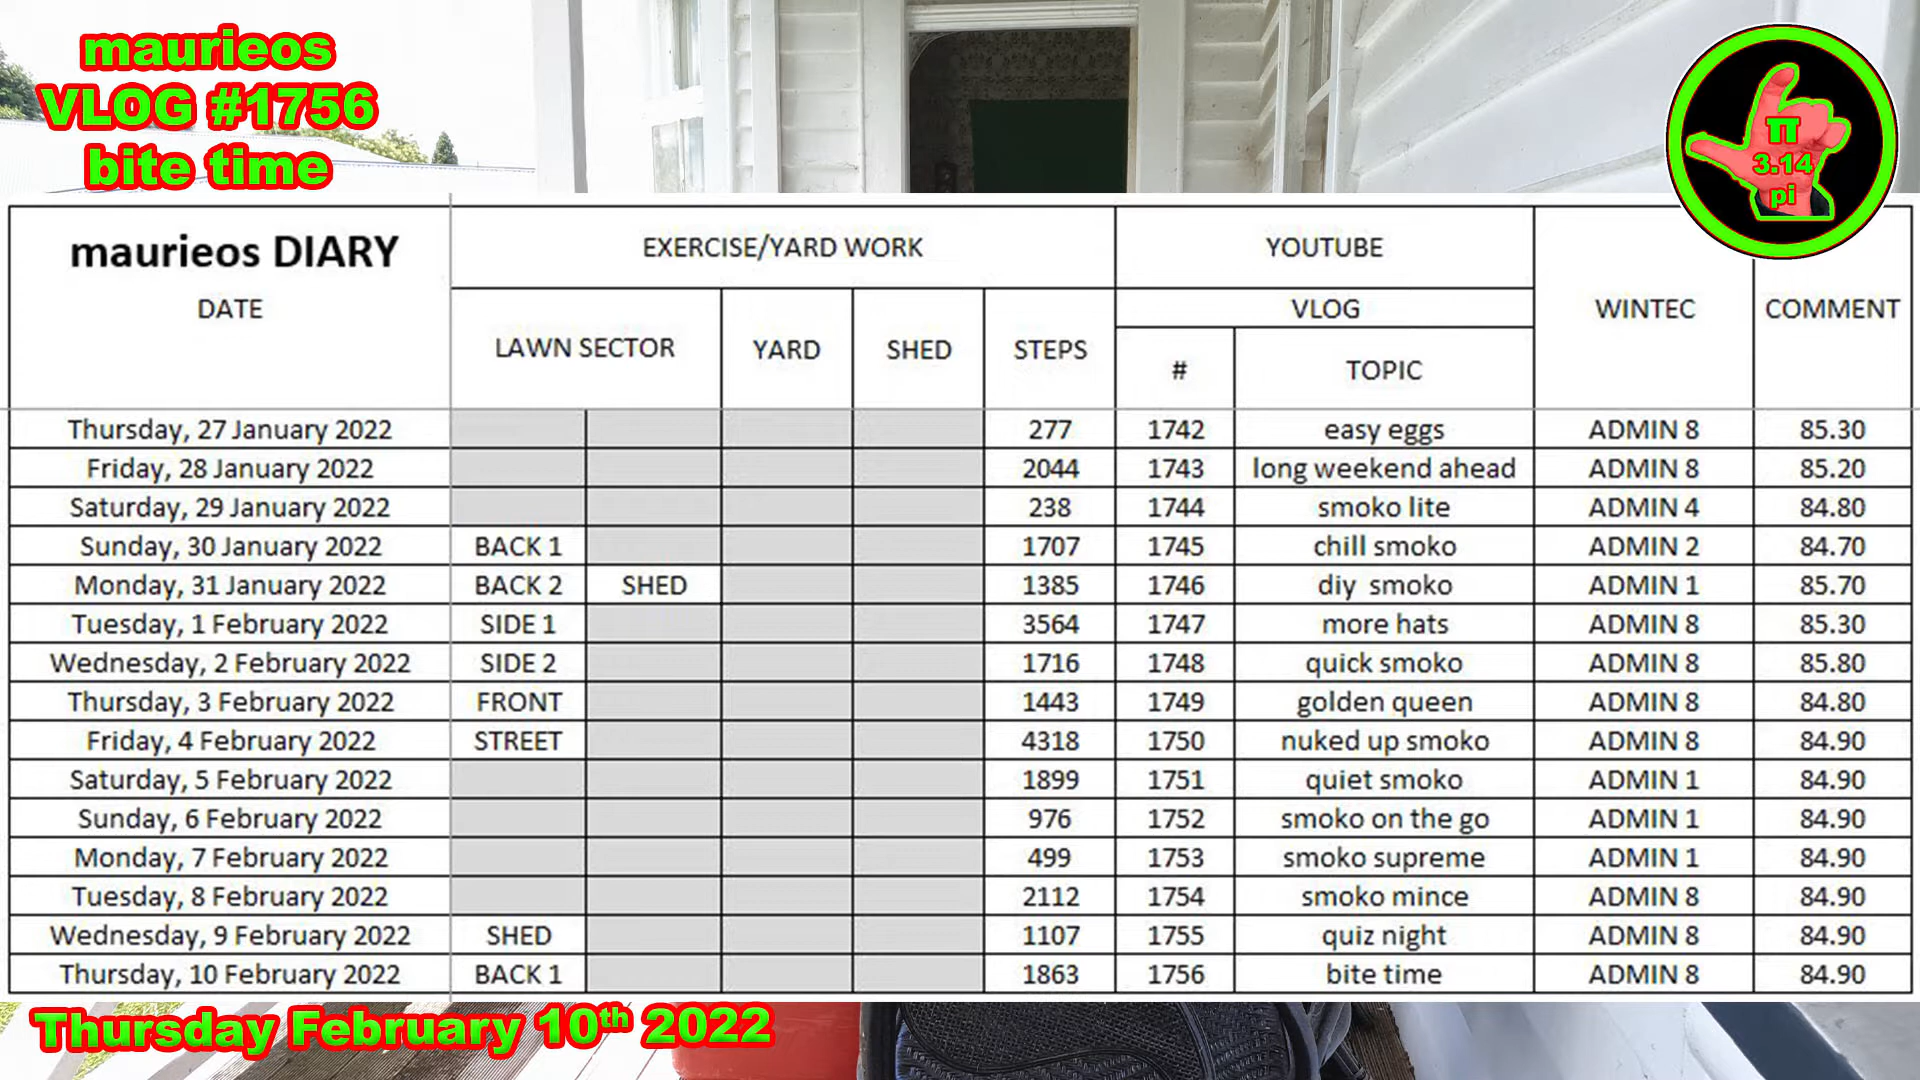 maurieos
VLOG #1756
bite time
π
3.14
pi
maurieos DIARY
DATE
EXERCISE/YARD WORK
YOUTUBE
WINTEC
COMMENT
VLOG
LAWN SECTOR
YARD
SHED
STEPS
#
TOPIC
Thursday, 27 January 2022 277 1742 easy eggs ADMIN 8 85.30
Friday, 28 January 2022 2044 1743 long weekend ahead ADMIN 8 85.20
Saturday, 29 January 2022 238 1744 smoko lite ADMIN 4 84.80
Sunday, 30 January 2022 BACK 1 1707 1745 chill smoko ADMIN 2 84.70
Monday, 31 January 2022 BACK 2 SHED 1385 1746 diy smoko ADMIN 1 85.70
Tuesday, 1 February 2022 SIDE 1 3564 1747 more hats ADMIN 8 85.30
Wednesday, 2 February 2022 SIDE 2 1716 1748 quick smoko ADMIN 8 85.80
Thursday, 3 February 2022 FRONT 1443 1749 golden queen ADMIN 8 84.80
Friday, 4 February 2022 STREET 4318 1750 nuked up smoko ADMIN 8 84.90
Saturday, 5 February 2022 1899 1751 quiet smoko ADMIN 1 84.90
Sunday, 6 February 2022 976 1752 smoko on the go ADMIN 1 84.90
Monday, 7 February 2022 499 1753 smoko supreme ADMIN 1 84.90
Tuesday, 8 February 2022 2112 1754 smoko mince ADMIN 8 84.90
Wednesday, 9 February 2022 SHED 1107 1755 quiz night ADMIN 8 84.90
Thursday, 10 February 2022 BACK 1 1863 1756 bite time ADMIN 8 84.90
Thursday February 10th 2022